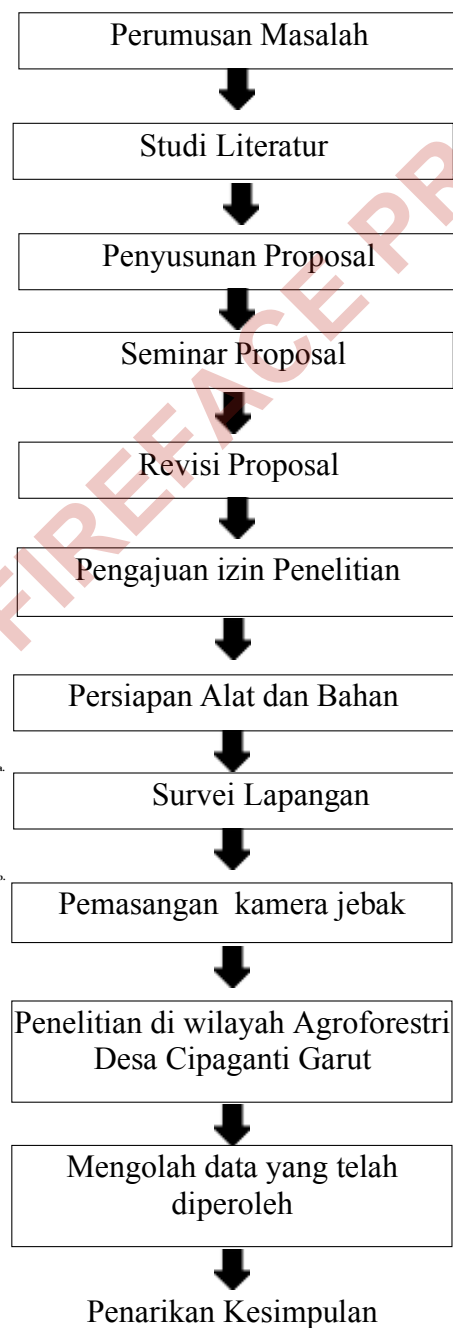 Perumusan Masalah
Studi Literatur
Penyusunan Proposal
Seminar Proposal
Revisi Proposal
Pengajuan izin Penelitian
Persiapan Alat dan Bahan
a.
Survei Lapangan
Pemasangan kamera jebak
Penelitian di wilayah Agroforestri
Desa Cipaganti Garut
Mengolah data yang telah
diperoleh
Penarikan Kesimpulan
FIREFACE PR